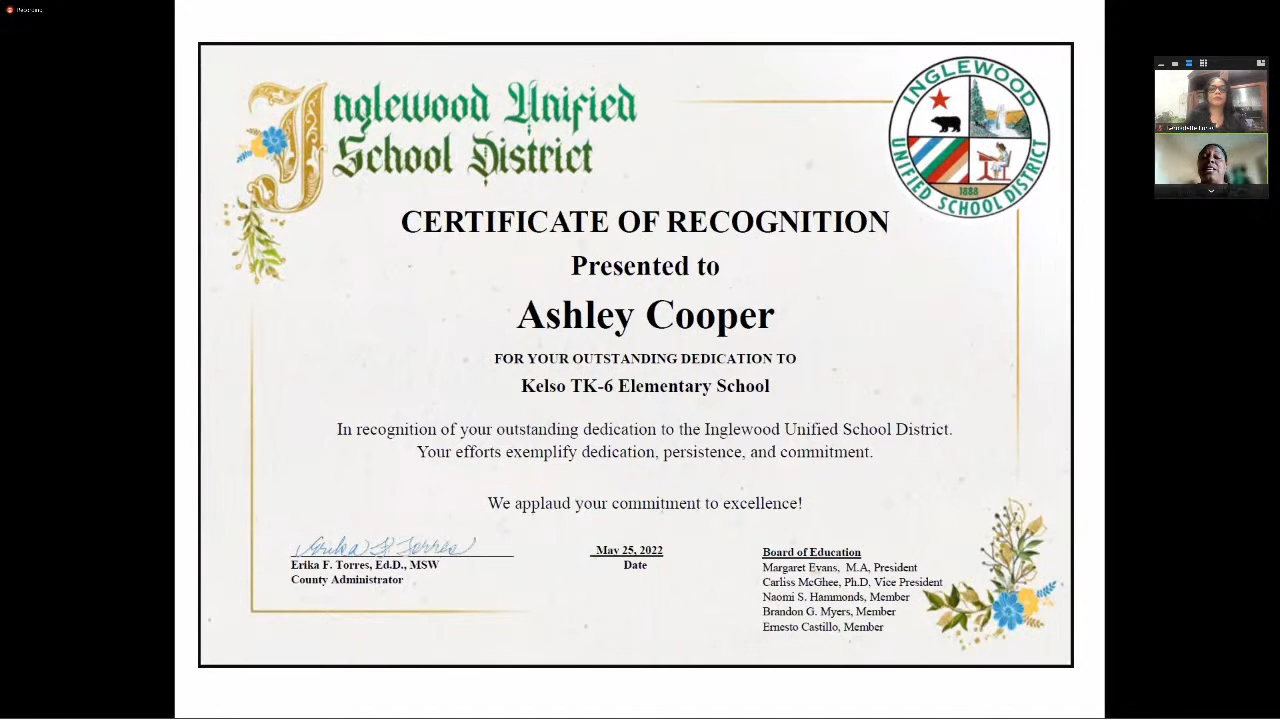 Recording
Inglewood Unified
School District
INGLEWOOD
UNIFIED SCHOOL DISTRICT
1888
CERTIFICATE OF RECOGNITION
Presented to
Ashley Cooper
FOR YOUR OUTSTANDING DEDICATION TO
Kelso TK-6 Elementary School
In recognition of your outstanding dedication to the Inglewood Unified School District.
Your efforts exemplify dedication, persistence, and commitment.
We applaud your commitment to excellence!
Erika F Torres
Erika F. Torres, Ed.D., MSW
County Administrator
May 25, 2022
Date
Board of Education
Margaret Evans, M.A, President
Carliss McGhee, Ph.D, Vice President
Naomi S. Hammonds, Member
Brandon G. Myers, Member
Ernesto Castillo, Member